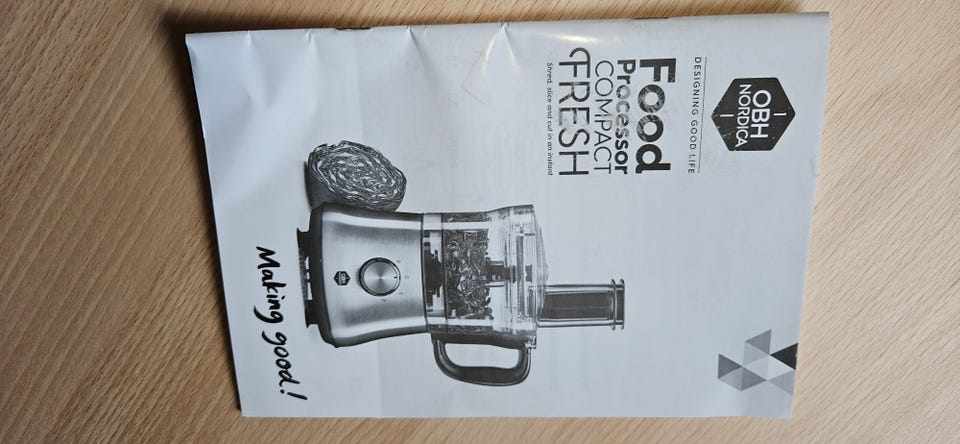 OBH
NORDICA
DESIGNING GOOD LIFE
Food
Processor
COMPACT
FRESH
Shred, slice and cut in an instant
Making good!